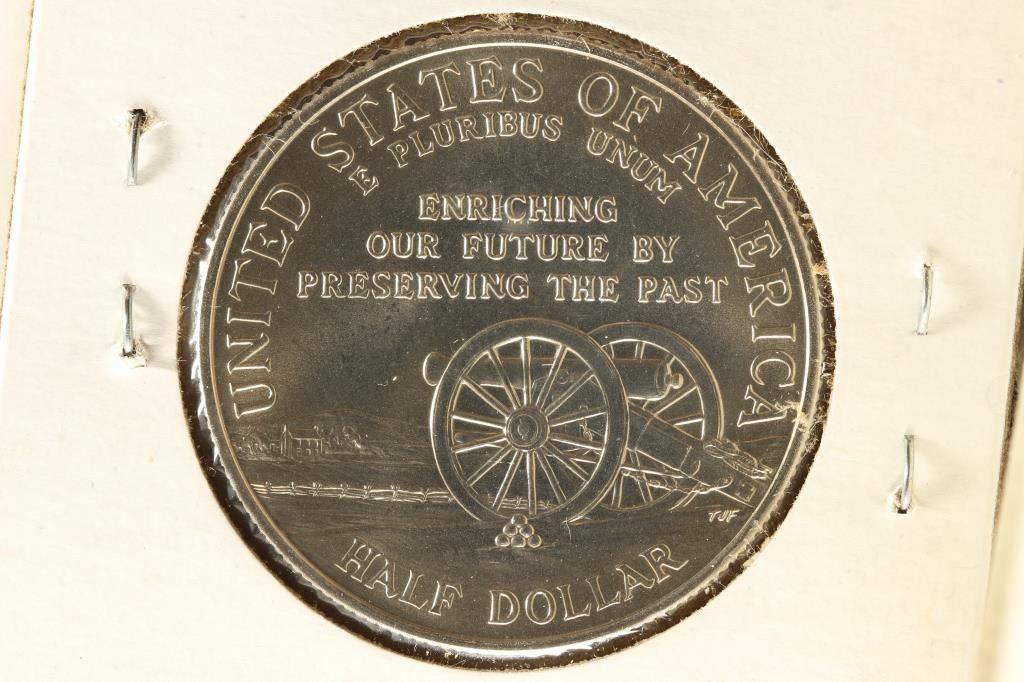 UNITED STATES OF AMERICA
E PLURIBUS UNUM
ENRICHING
OUR FUTURE BY
PRESERVING THE PAST
TJF
HALF DOLLAR